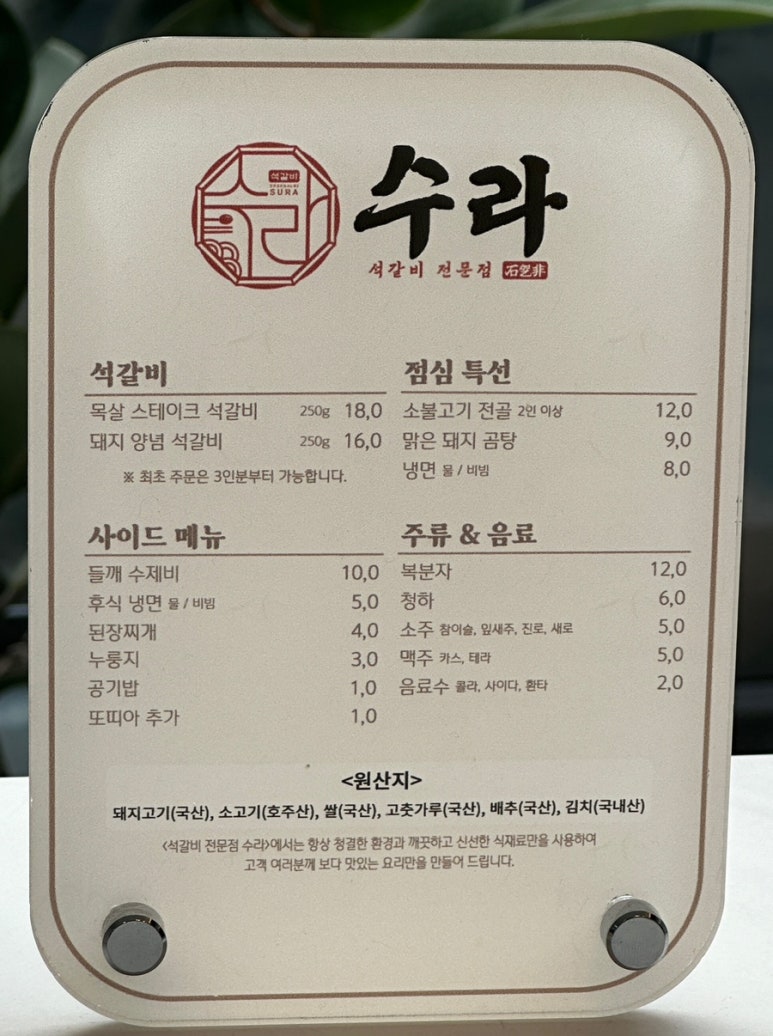 석갈비
SEOKGALBI
SURA
수라
석갈비 전문점 石乫非
석갈비
목살 스테이크 석갈비 250g 18,0
돼지 양념 석갈비 250g 16,0
※ 최초 주문은 3인분부터 가능합니다.
점심 특선
소불고기 전골 2인 이상 12,0
맑은 돼지 곰탕 9,0
냉면 물 / 비빔 8,0
사이드 메뉴
들깨 수제비 10,0
후식 냉면 물 / 비빔 5,0
된장찌개 4,0
누룽지 3,0
공기밥 1,0
또띠아 추가 1,0
주류 & 음료
복분자 12,0
청하 6,0
소주 참이슬, 잎새주, 진로, 새로 5,0
맥주 카스, 테라 5,0
음료수 콜라, 사이다, 환타 2,0
<원산지>
돼지고기(국산), 소고기(호주산), 쌀(국산), 고춧가루(국산), 배추(국산), 김치(국내산)
<석갈비 전문점 수라>에서는 항상 청결한 환경과 깨끗하고 신선한 식재료만을 사용하여
고객 여러분께 보다 맛있는 요리만을 만들어 드립니다.